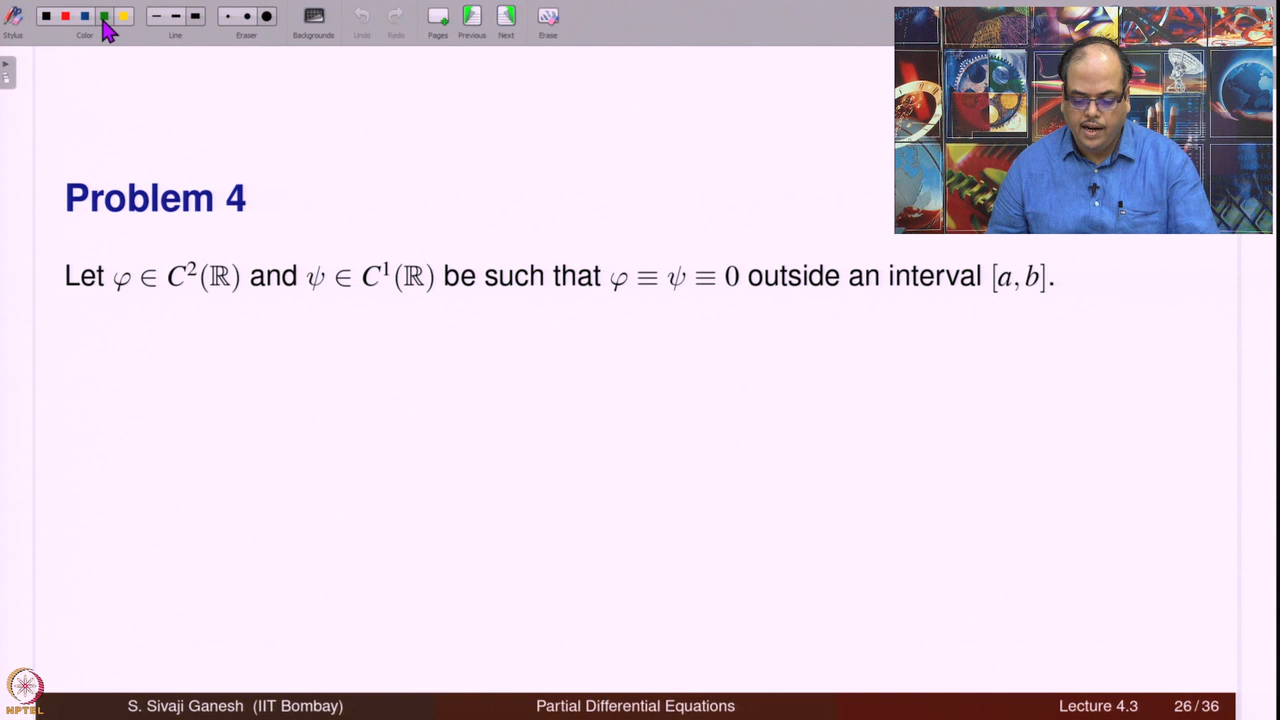 Stylus Color Line Eraser Backgrounds Undo Redo Pages Previous Next Erase
Problem 4
Let φ ∈ C²(ℝ) and ψ ∈ C¹(ℝ) be such that φ ≡ ψ ≡ 0 outside an interval [a, b].
NPTEL
S. Sivaji Ganesh (IIT Bombay) Partial Differential Equations Lecture 4.3 26/36